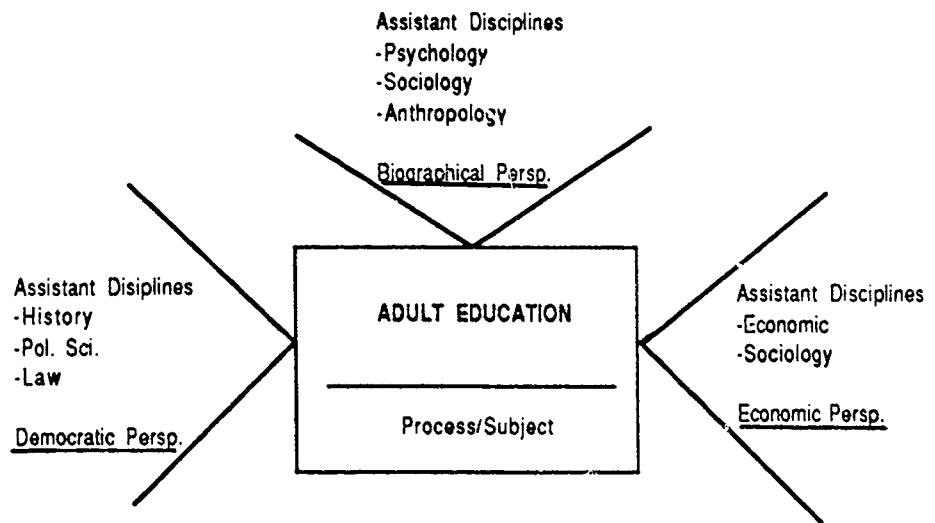 Assistant Disciplines
-Psychology
-Sociology
-Anthropology
Biographical Persp.
Assistant Disiplines
-History
-Pol. Sci.
-Law
Democratic Persp.
ADULT EDUCATION
Process/Subject
Assistant Disciplines
-Economic
-Sociology
Economic Persp.